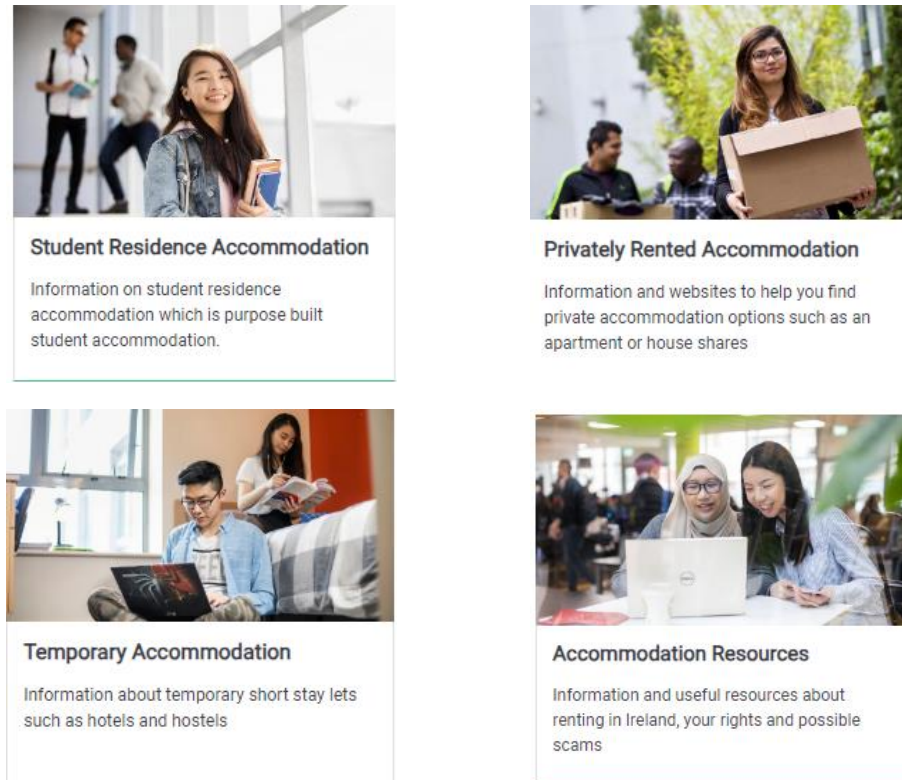 Student Residence Accommodation
Information on student residence
accommodation which is purpose built
student accommodation.
Privately Rented Accommodation
Information and websites to help you find
private accommodation options such as an
apartment or house shares
Temporary Accommodation
Information about temporary short stay lets
such as hotels and hostels
Accommodation Resources
Information and useful resources about
renting in Ireland, your rights and possible
scams